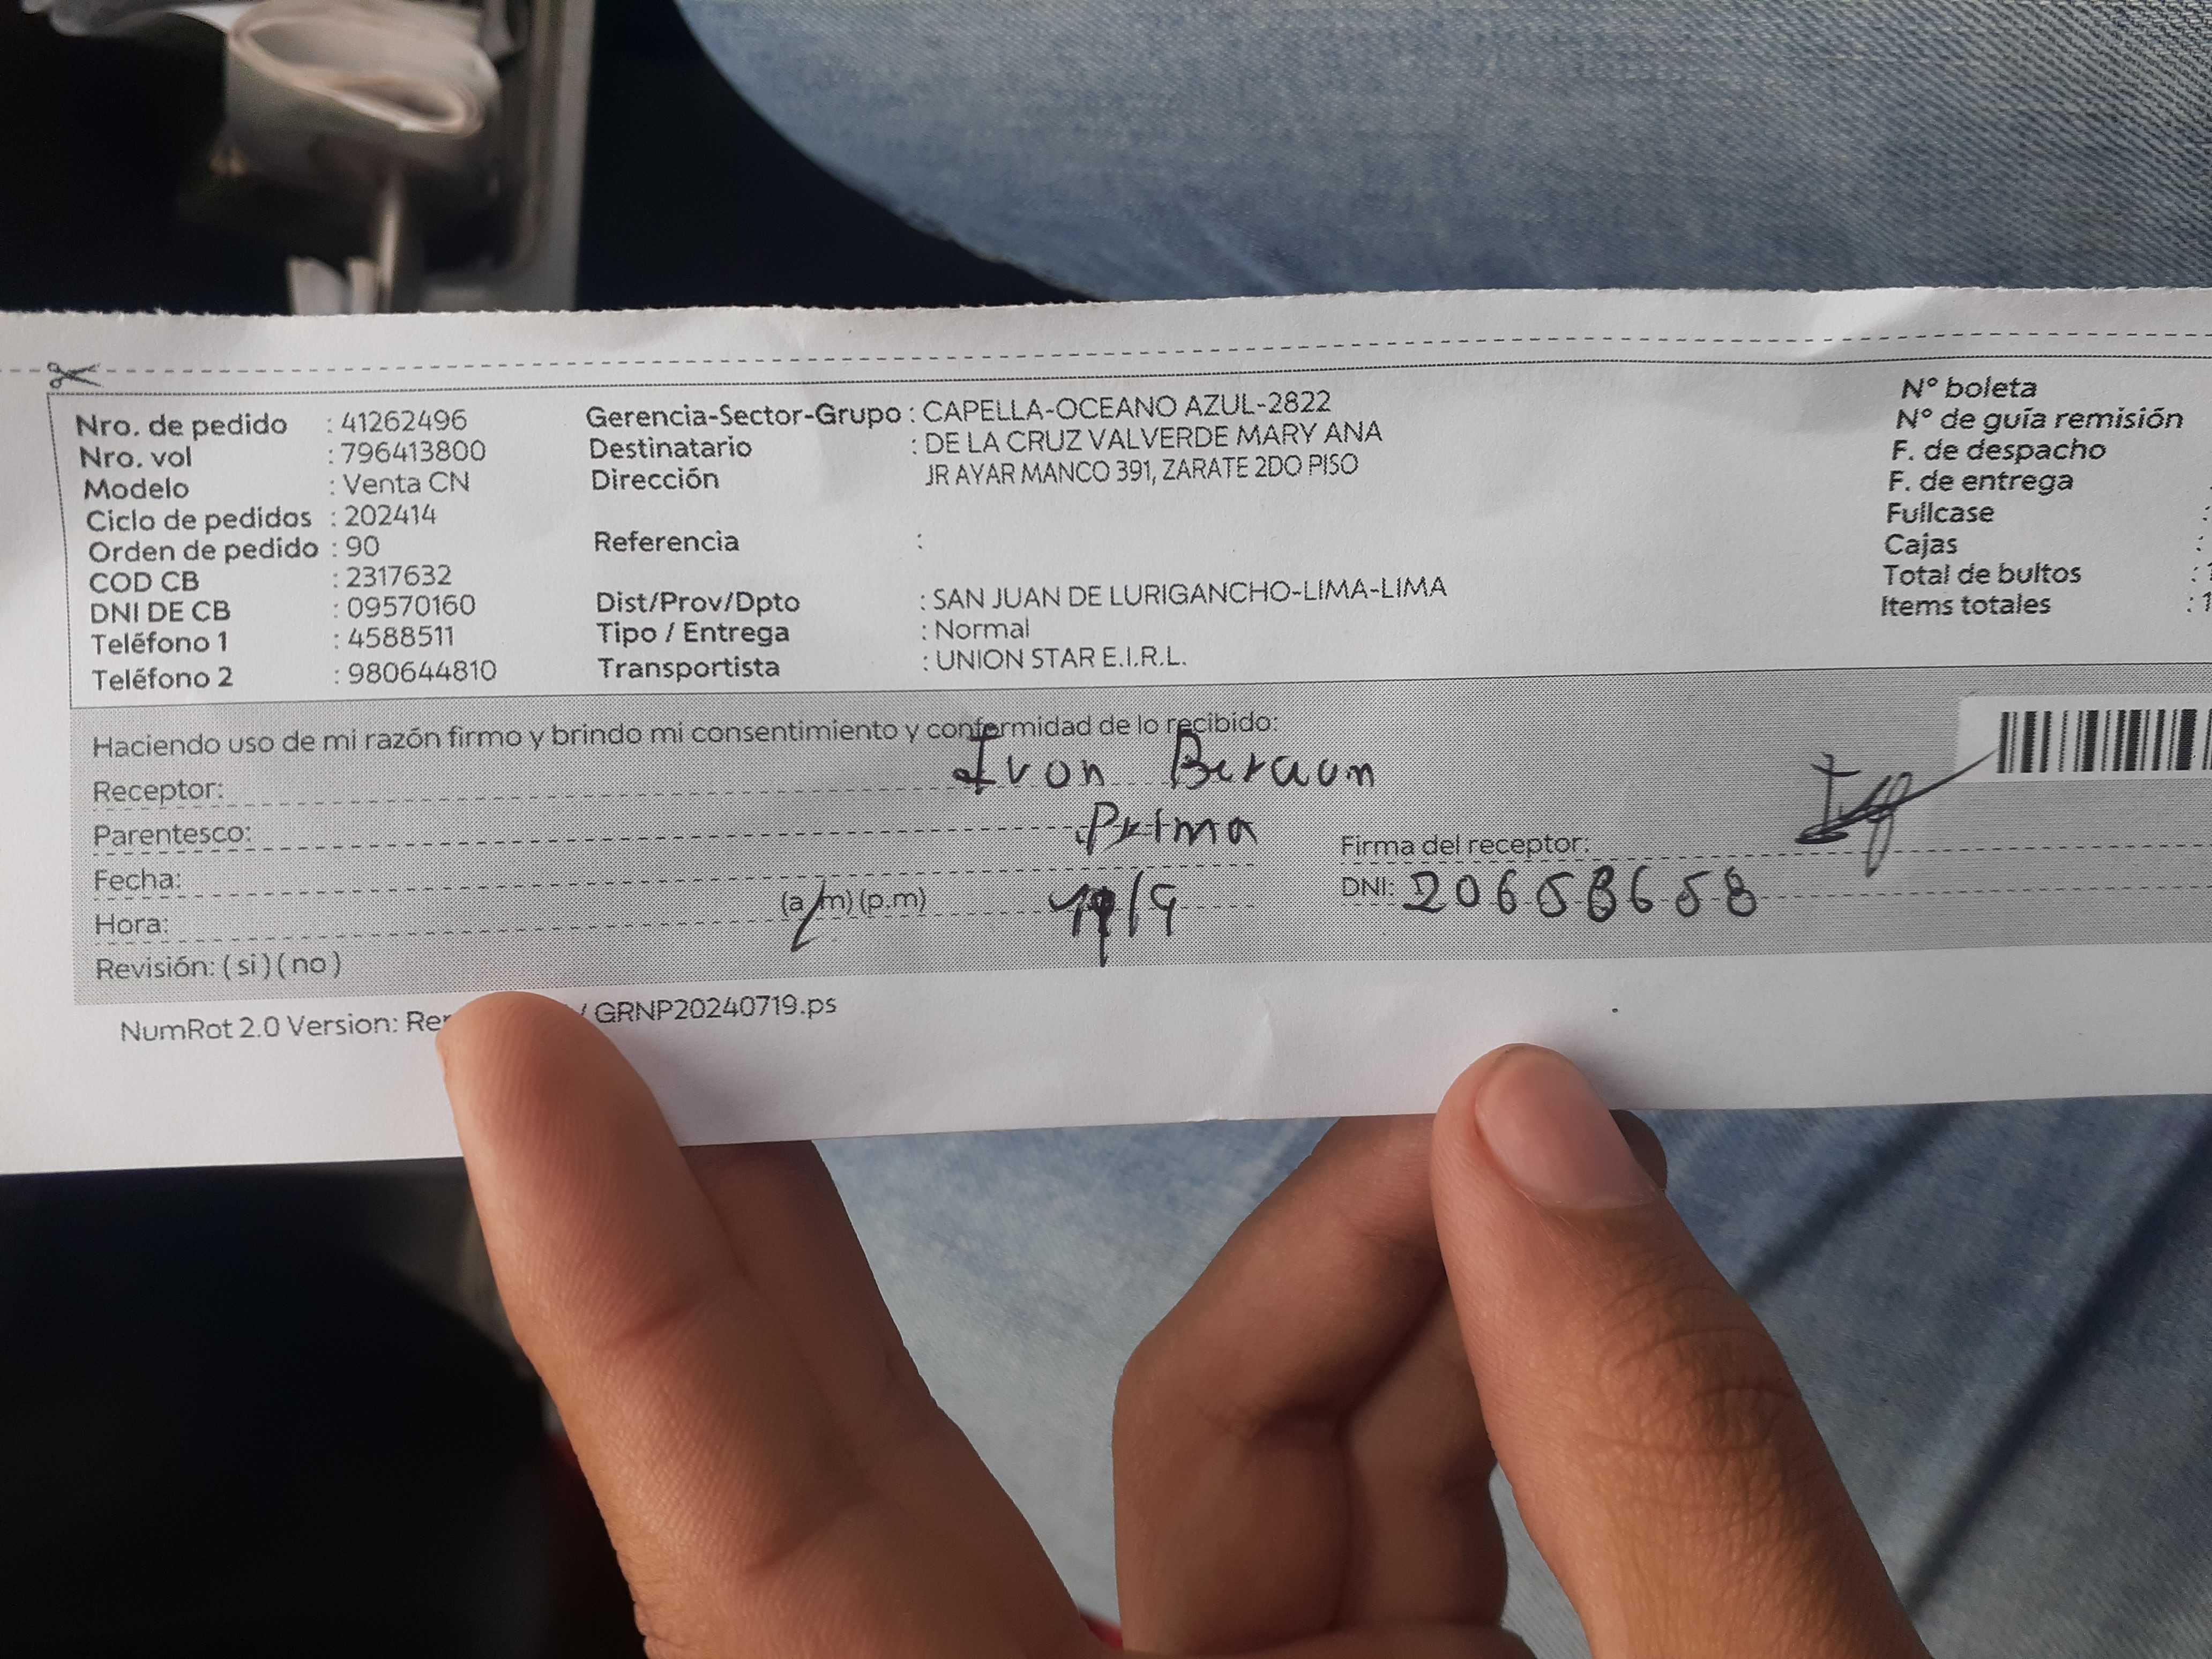 Nro. de pedido : 41262496
Nro. vol : 796413800
Modelo : Venta CN
Ciclo de pedidos : 202414
Orden de pedido : 90
COD CB : 2317632
DNI DE CB : 09570160
Teléfono 1 : 4588511
Teléfono 2 : 980644810
Gerencia-Sector-Grupo : CAPELLA-OCEANO AZUL-2822
Destinatario : DE LA CRUZ VALVERDE MARY ANA
Dirección JR AYAR MANCO 391, ZARATE 2DO PISO
Referencia :
Dist/Prov/Dpto : SAN JUAN DE LURIGANCHO-LIMA-LIMA
Tipo / Entrega : Normal
Transportista : UNION STAR E.I.R.L.
N° boleta
N° de guía remisión
F. de despacho
F. de entrega
Fullcase :
Cajas :
Total de bultos :
Items totales :
Haciendo uso de mi razón firmo y brindo mi consentimiento y conformidad de lo recibido:
Receptor: Ivon Beraun
Parentesco: Prima
Fecha:
Hora: (a/m) (p.m)
Revisión: ( si ) ( no )
Firma del receptor:
DNI: 20658658
NumRot 2.0 Version: / GRNP20240719.ps